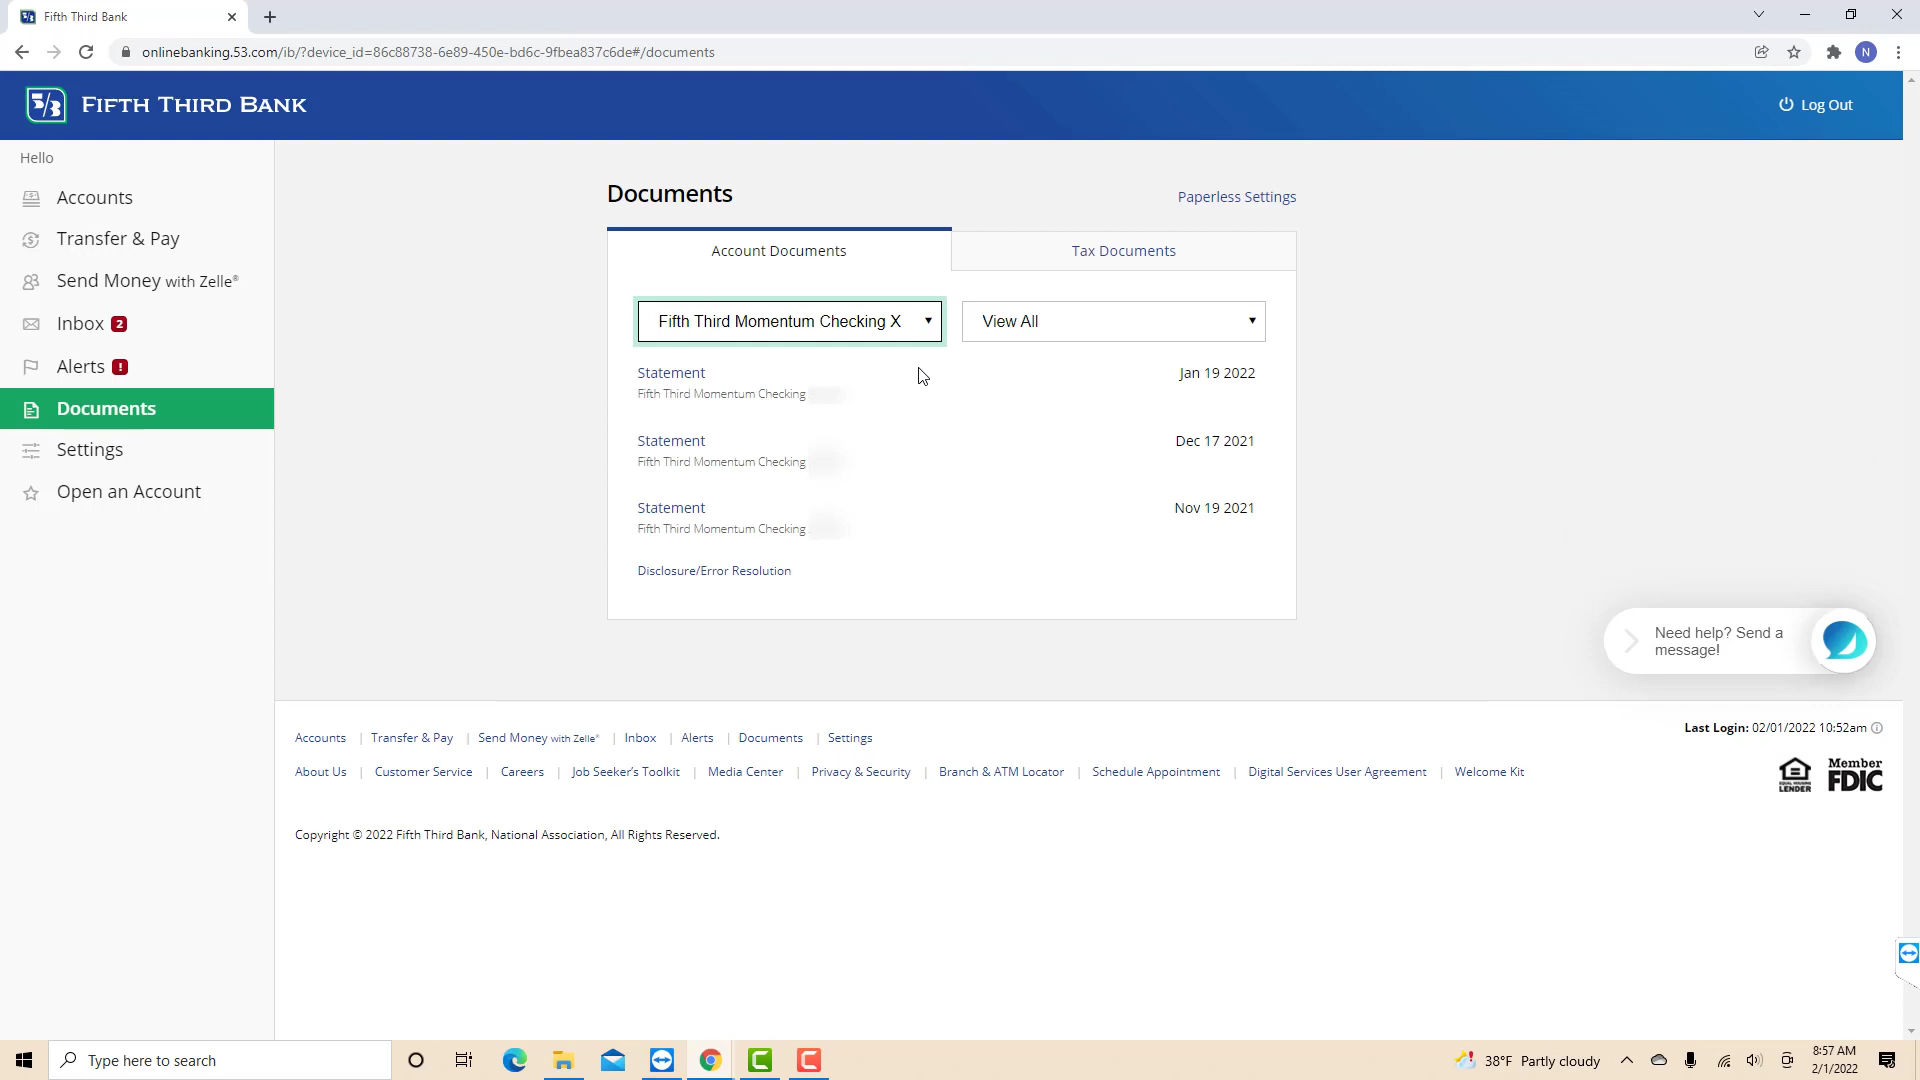 Fifth Third Bank
onlinebanking.53.com/ib/?device_id=86c88738-6e89-450e-bd6c-9fbea837c6de#/documents
N
5/3 FIFTH THIRD BANK
Log Out
Hello
Accounts
Transfer & Pay
Send Money with Zelle®
Inbox 2
Alerts !
Documents
Settings
Open an Account
Documents
Paperless Settings
Account Documents
Tax Documents
Fifth Third Momentum Checking X
View All
Statement
Jan 19 2022
Fifth Third Momentum Checking
Statement
Dec 17 2021
Fifth Third Momentum Checking
Statement
Nov 19 2021
Fifth Third Momentum Checking
Disclosure/Error Resolution
Need help? Send a
message!
Accounts | Transfer & Pay | Send Money with Zelle® | Inbox | Alerts | Documents | Settings
Last Login: 02/01/2022 10:52am
About Us | Customer Service | Careers | Job Seeker's Toolkit | Media Center | Privacy & Security | Branch & ATM Locator | Schedule Appointment | Digital Services User Agreement | Welcome Kit
EQUAL HOUSING
LENDER
Member
FDIC
Copyright © 2022 Fifth Third Bank, National Association, All Rights Reserved.
Type here to search
38°F Partly cloudy
8:57 AM
2/1/2022